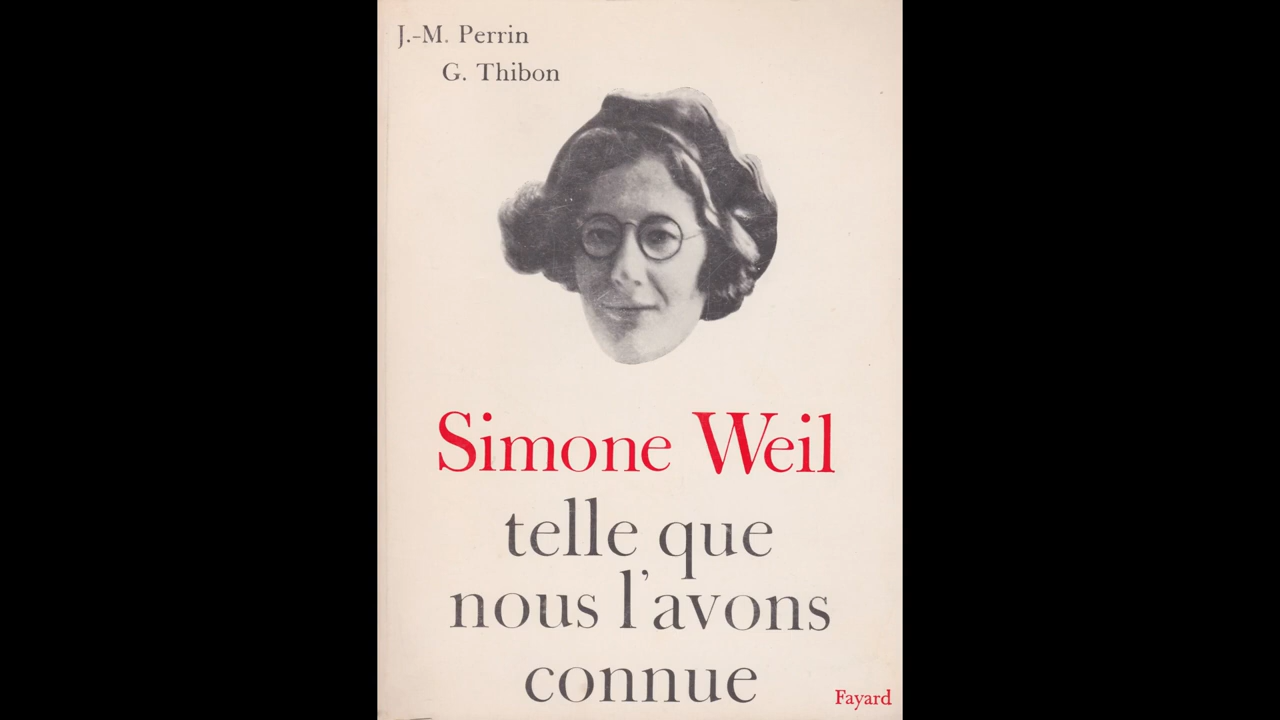 J.-M. Perrin
G. Thibon
Simone Weil
telle que
nous l'avons
connue
Fayard